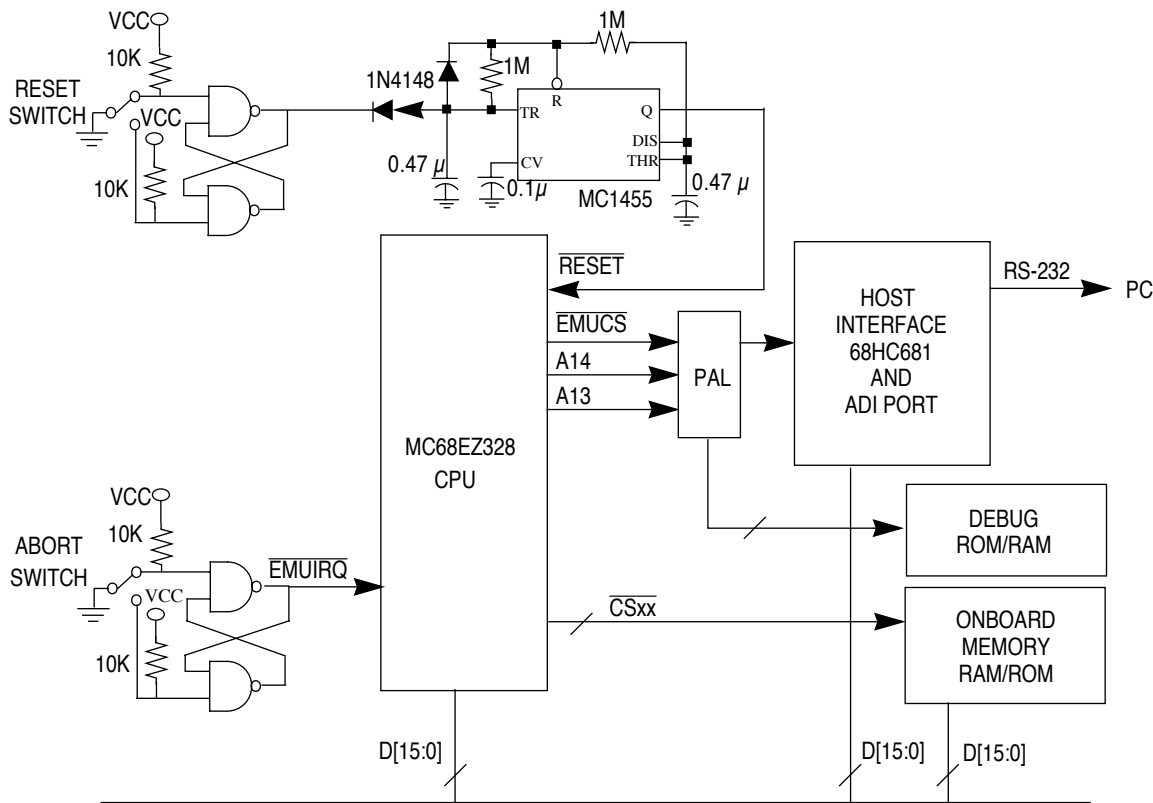 VCC
10K
RESET
SWITCH
VCC
10K
1N4148
1M
1M
R
TR
Q
DIS
THR
CV
0.47 µ
0.1µ
0.47 µ
MC1455
RESET
EMUCS
A14
A13
PAL
HOST
INTERFACE
68HC681
AND
ADI PORT
RS-232
PC
MC68EZ328
CPU
VCC
10K
ABORT
SWITCH
VCC
10K
EMUIRQ
DEBUG
ROM/RAM
CSxx
ONBOARD
MEMORY
RAM/ROM
D[15:0]
D[15:0]
D[15:0]